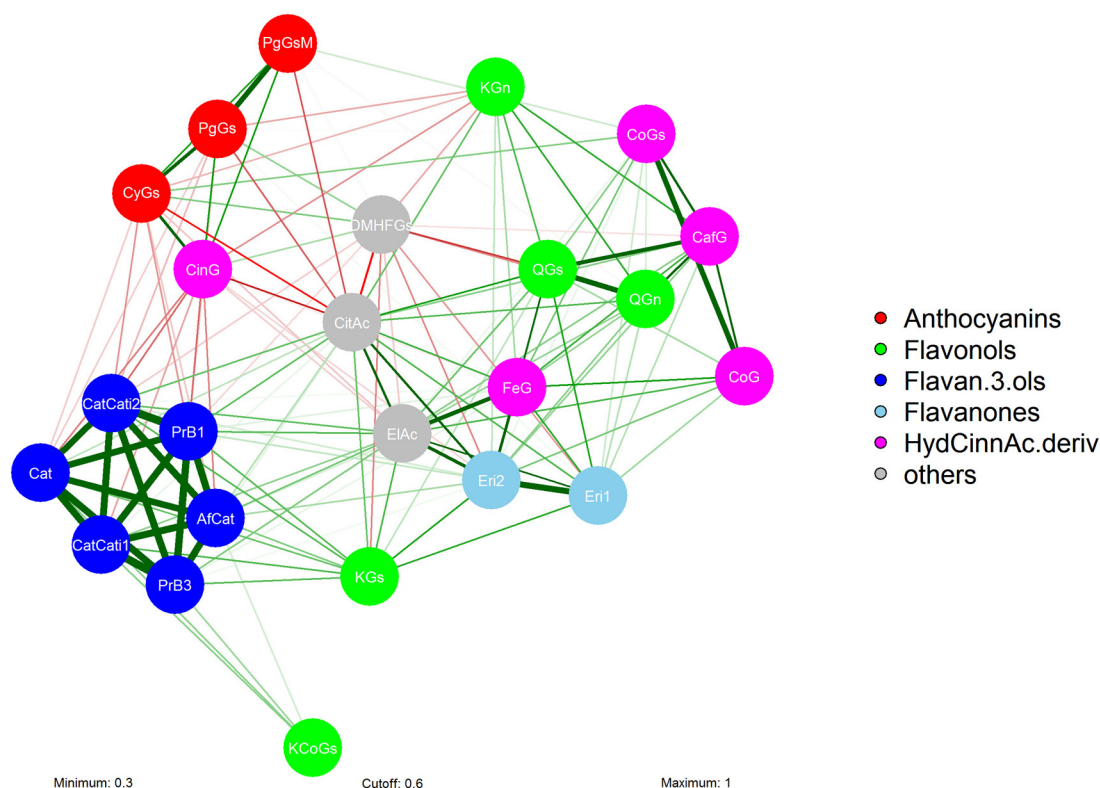 PgGsM
KGn
PgGs
CoGs
CyGs
DMHFGs
CafG
CinG
QGs
QGn
CitAc
CoG
FeG
CatCati2
PrB1
ElAc
Cat
Eri2
Eri1
AfCat
CatCati1
PrB3
KGs
KCoGs
Anthocyanins
Flavonols
Flavan.3.ols
Flavanones
HydCinnAc.deriv
others
Minimum: 0.3
Cutoff: 0.6
Maximum: 1